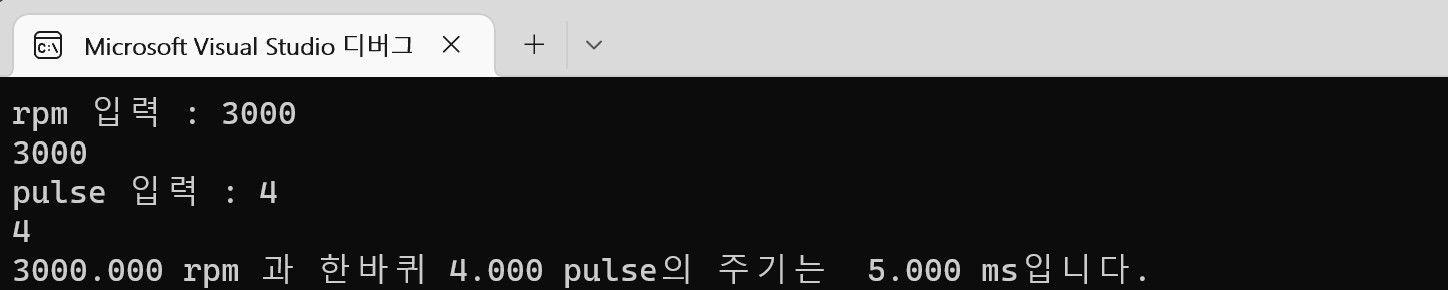 Microsoft Visual Studio 디버그
rpm 입력 : 3000
3000
pulse 입력 : 4
4
3000.000 rpm 과 한바퀴 4.000 pulse의 주기는  5.000 ms입니다.